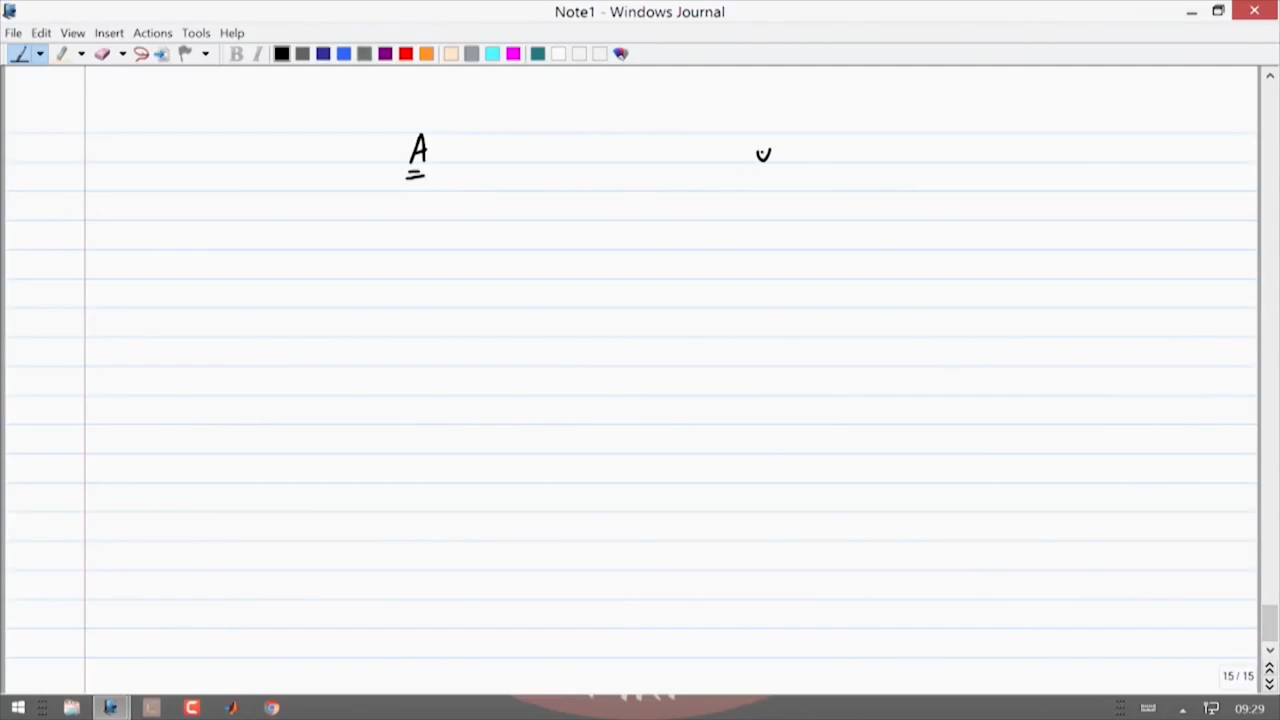 Note1 - Windows Journal
File Edit View Insert Actions Tools Help
B I
A
15 / 15
09:29